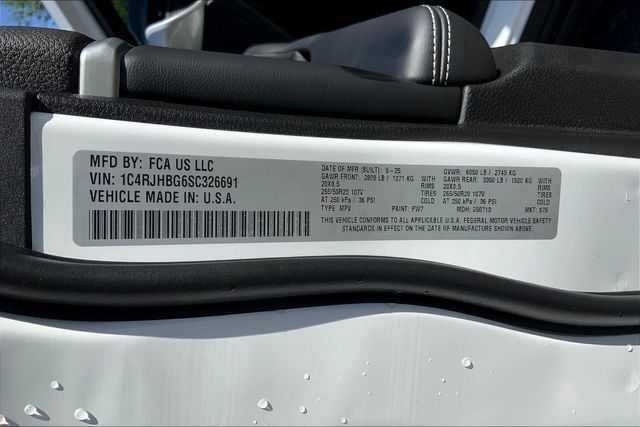 MFD BY: FCA US LLC
VIN: 1C4RJHBG6SC326691
VEHICLE MADE IN: U.S.A.
DATE OF MFR (BUILT): 5-25
GAWR FRONT: 2800 LB / 1271 KG
20X8.5
265/50R20 107V
AT 250 kPa / 36 PSI
TYPE: MPV PAINT: PW7
WITH
RIMS
TIRES
COLD
GVWR: 6050 LB / 2745 KG
GAWR REAR: 3350 LB / 1520 KG
20X8.5
265/50R20 107V
AT 250 kPa / 36 PSI
MDH: 050713 MKT: 875
WITH
RIMS
TIRES
COLD
THIS VEHICLE CONFORMS TO ALL APPLICABLE U.S.A. FEDERAL MOTOR VEHICLE SAFETY
STANDARDS IN EFFECT ON THE DATE OF MANUFACTURE SHOWN ABOVE.